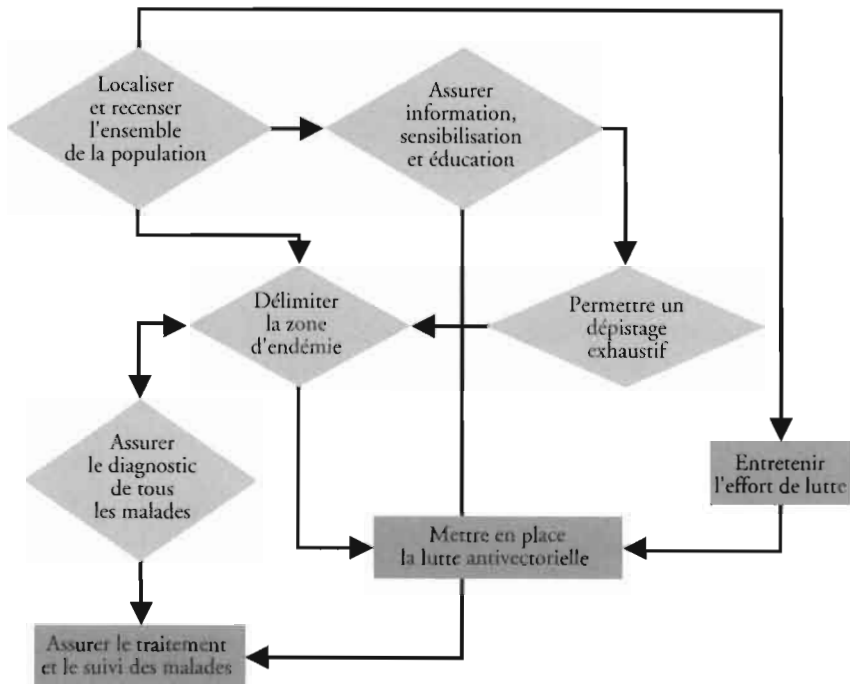 Localiser
et recenser
l'ensemble
de la population
Assurer
information,
sensibilisation
et éducation
Délimiter
la zone
d'endémie
Permettre un
dépistage
exhaustif
Assurer
le diagnostic
de tous
les malades
Entretenir
l'effort de lutte
Mettre en place
la lutte antivectorielle
Assurer le traitement
et le suivi des malades